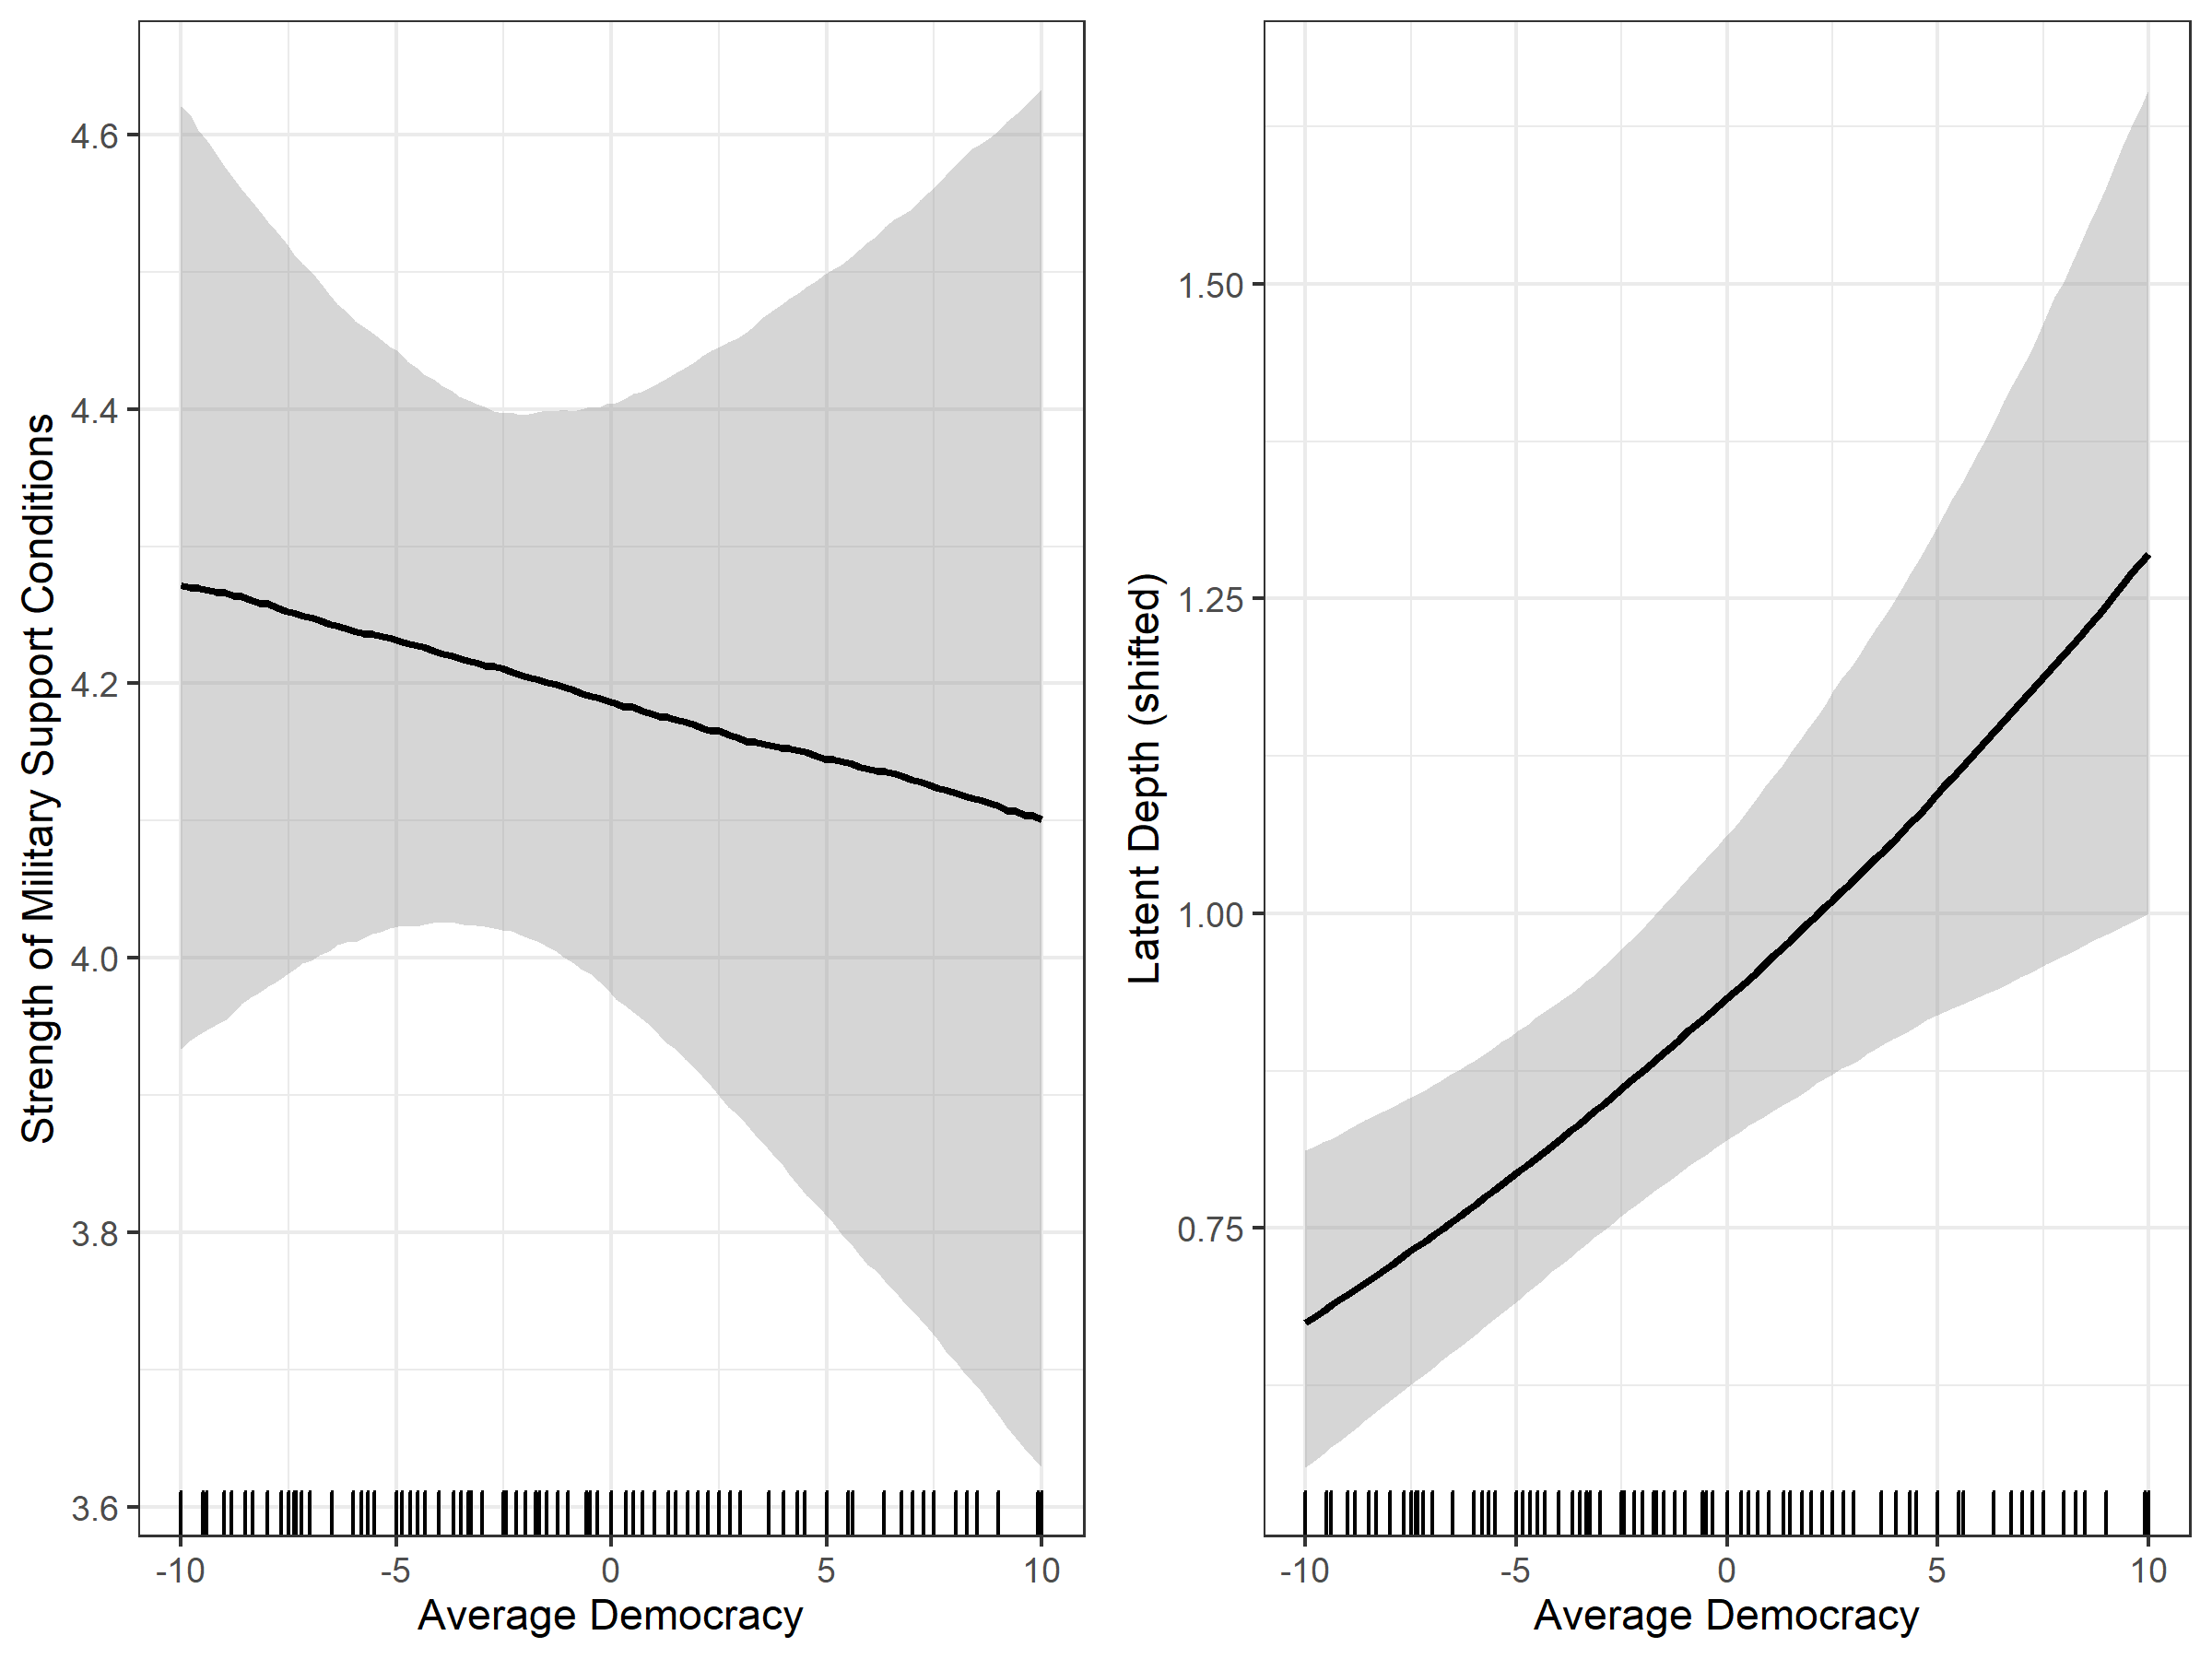 Strength of Military Support Conditions
4.6
4.4
4.2
4.0
3.8
3.6
-10 -5 0 5 10
Average Democracy
Latent Depth (shifted)
1.50
1.25
1.00
0.75
-10 -5 0 5 10
Average Democracy